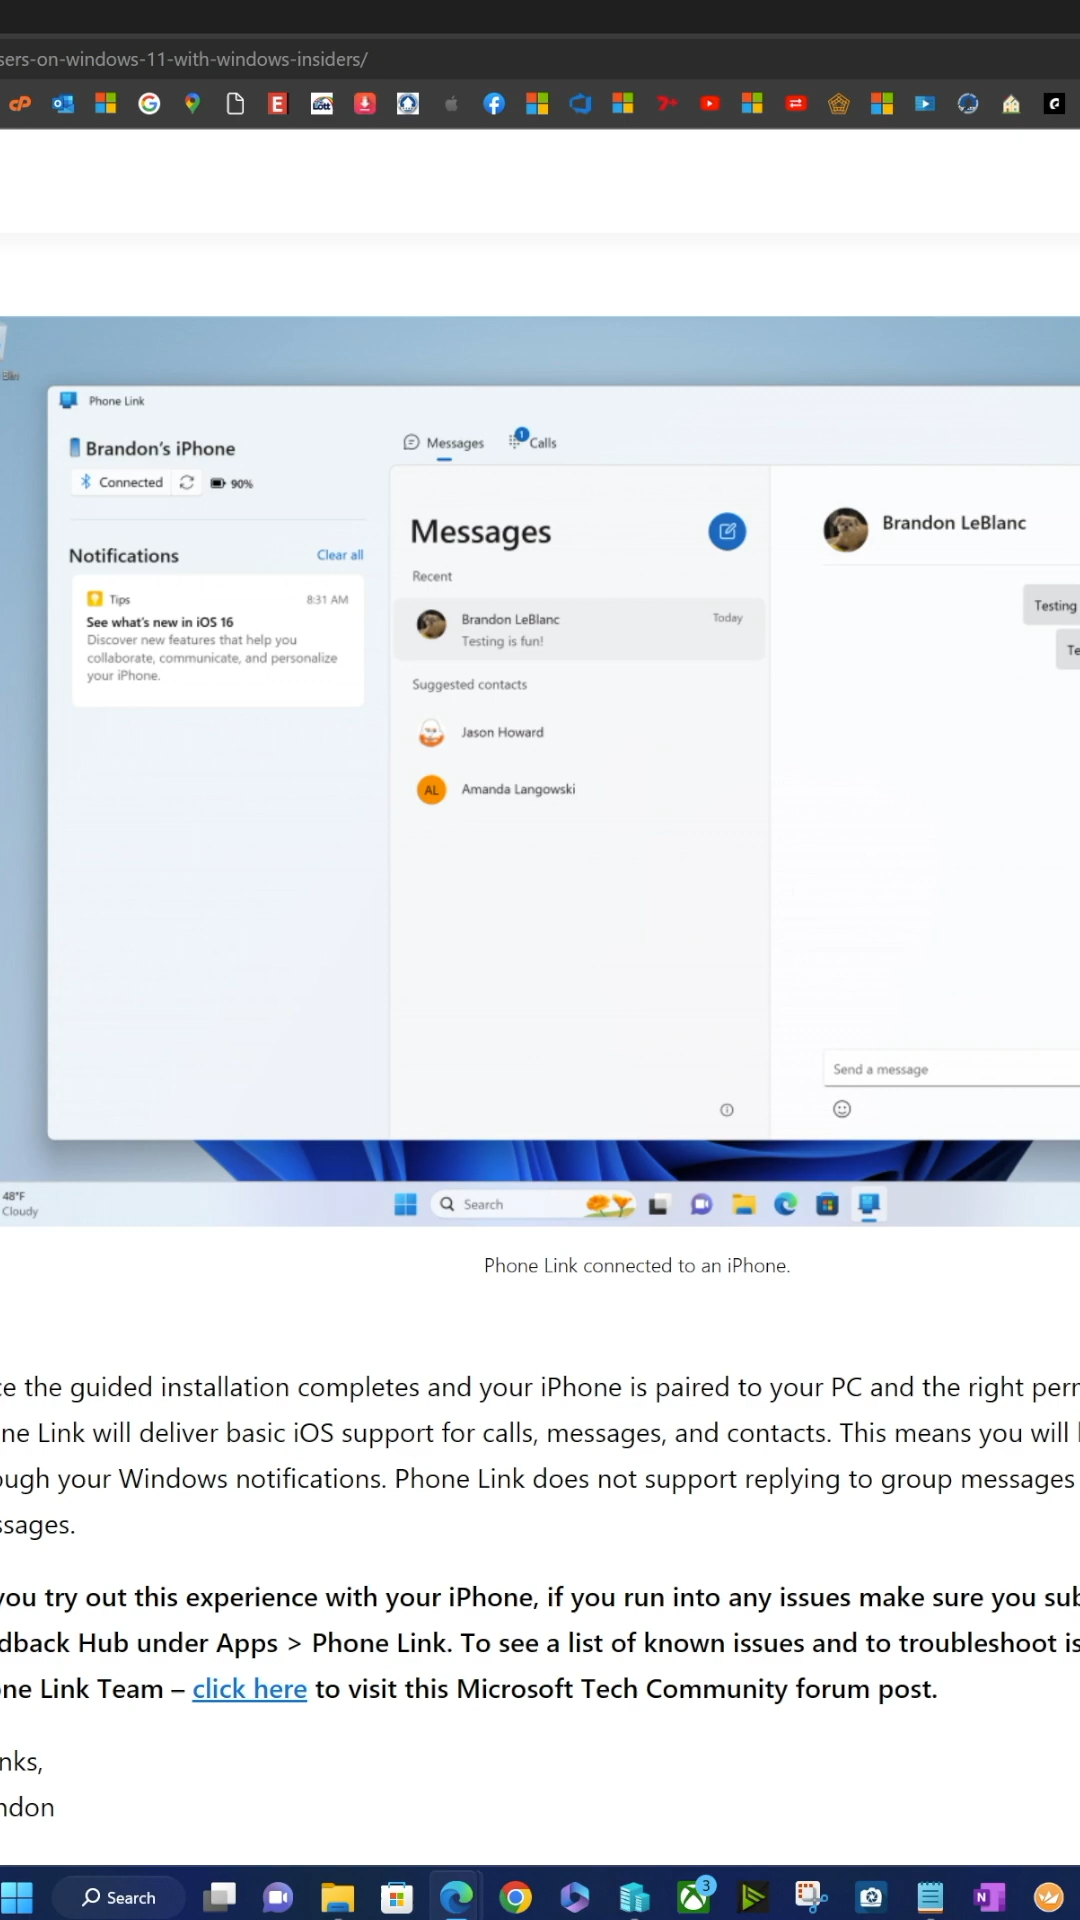 sers-on-windows-11-with-windows-insiders/
Phone Link
Brandon's iPhone
Connected
90%
Notifications
Clear all
Tips
8:31 AM
See what's new in iOS 16
Discover new features that help you
collaborate, communicate, and personalize
your iPhone.
Messages
1
Calls
Messages
Recent
Brandon LeBlanc
Today
Testing is fun!
Suggested contacts
Jason Howard
AL
Amanda Langowski
Brandon LeBlanc
Testing
Te
Send a message
48°F
Cloudy
Search
Phone Link connected to an iPhone.
ce the guided installation completes and your iPhone is paired to your PC and the right perm
ne Link will deliver basic iOS support for calls, messages, and contacts. This means you will
ough your Windows notifications. Phone Link does not support replying to group messages
ssages.
you try out this experience with your iPhone, if you run into any issues make sure you sub
dback Hub under Apps > Phone Link. To see a list of known issues and to troubleshoot is
ne Link Team – click here to visit this Microsoft Tech Community forum post.
nks,
ndon
Search
3